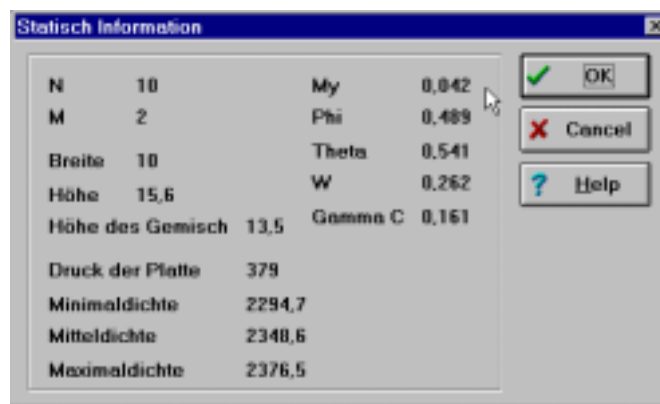 Statisch Information
N 10
M 2
Breite 10
Höhe 15,6
Höhe des Gemisch 13,5
My 0,042
Phi 0,489
Theta 0,541
W 0,262
Gamma C 0,161
Druck der Platte 379
Minimaldichte 2294,7
Mitteldichte 2348,6
Maximaldichte 2376,5
OK
Cancel
Help